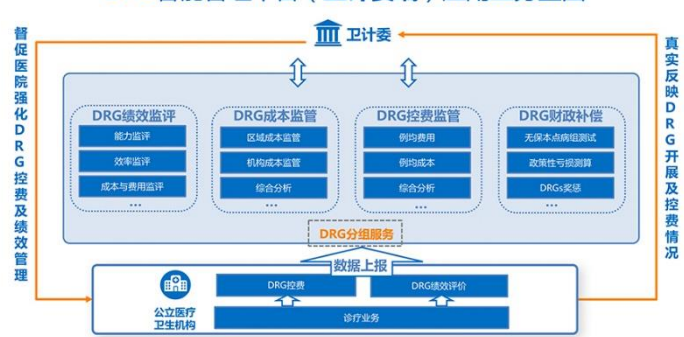 卫计委
督促医院强化DRG控费及绩效管理
真实反映DRG开展及控费情况
DRG绩效监评
能力监评
效率监评
成本与费用监评
...
DRG成本监管
区域成本监管
机构成本监管
综合分析
...
DRG控费监管
例均费用
例均成本
综合分析
...
DRG财政补偿
无保本点病组测试
政策性亏损测算
DRGs奖惩
...
DRG分组服务
数据上报
公立医疗
卫生机构
DRG控费
DRG绩效评价
诊疗业务